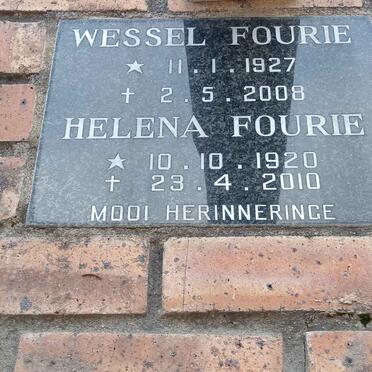 WESSEL FOURIE
★ 11.1.1927
✝ 2.5.2008
HELENA FOURIE
★ 10.10.1920
✝ 23.4.2010
MOOI HERINNERINGE